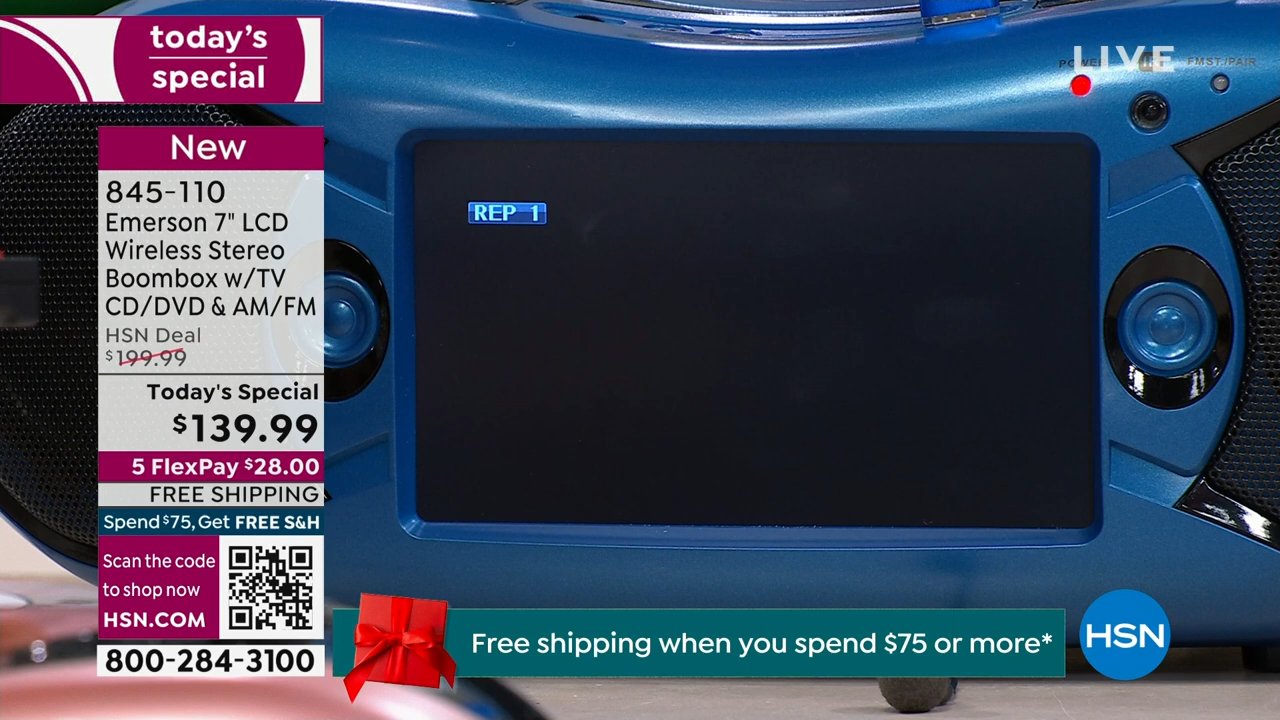 today's
special
LIVE
POWER
FMST./PAIR
New
845-110
Emerson 7" LCD
Wireless Stereo
Boombox w/TV
CD/DVD & AM/FM
HSN Deal
$199.99
Today's Special
$139.99
5 FlexPay $28.00
FREE SHIPPING
Spend $75, Get FREE S&H
Scan the code
to shop now
HSN.COM
800-284-3100
REP 1
Free shipping when you spend $75 or more*
HSN